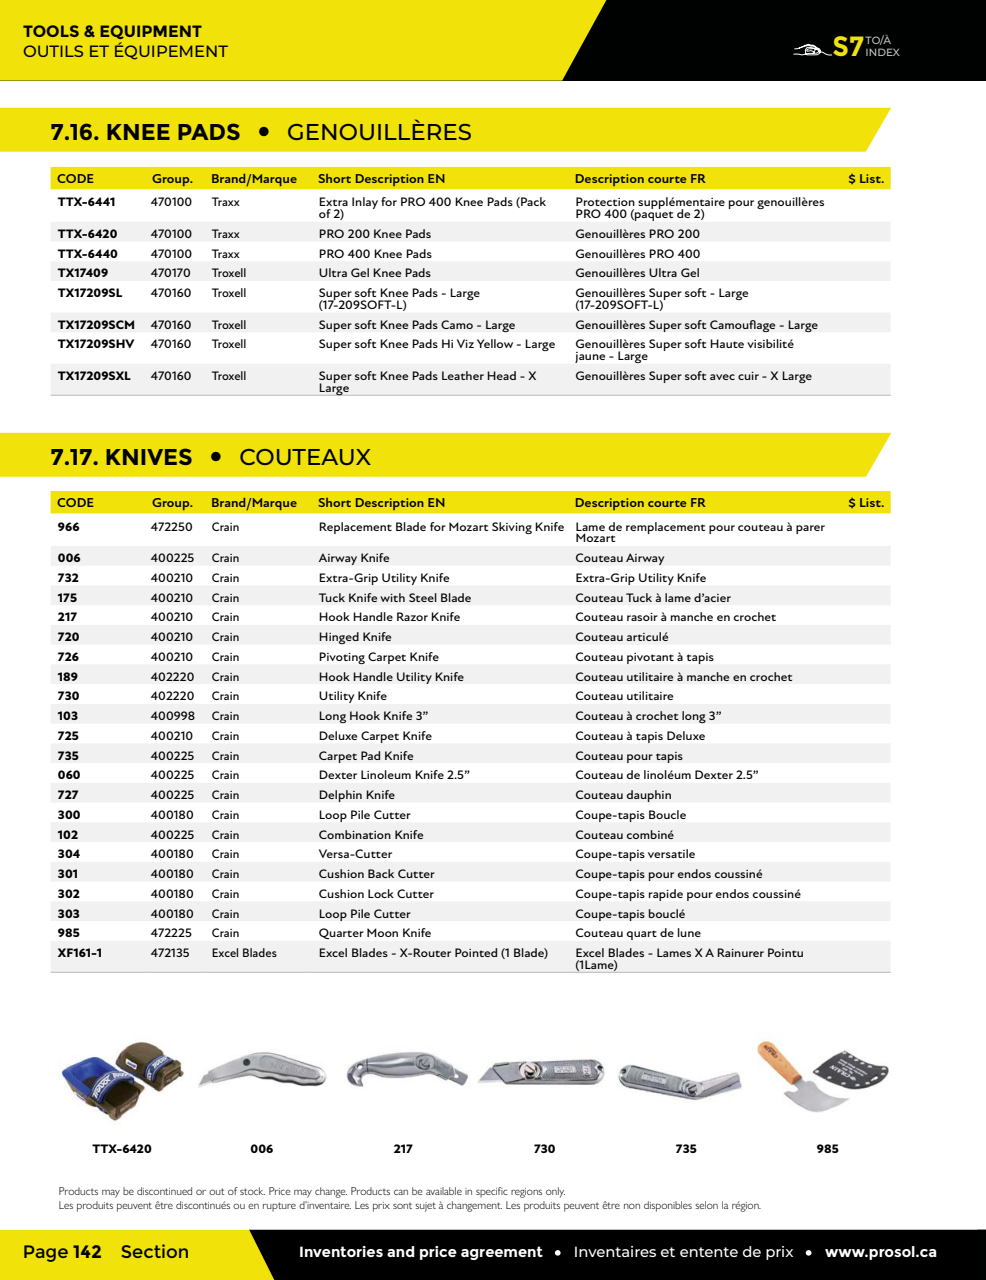 TOOLS & EQUIPMENT
OUTILS ET ÉQUIPEMENT
S7 TO/À
INDEX
7.16. KNEE PADS • GENOUILLÈRES
CODE Group. Brand/Marque Short Description EN Description courte FR $ List.
TTX-6441 470100 Traxx Extra Inlay for PRO 400 Knee Pads (Pack Protection supplémentaire pour genouillères
of 2) PRO 400 (paquet de 2)
TTX-6420 470100 Traxx PRO 200 Knee Pads Genouillères PRO 200
TTX-6440 470100 Traxx PRO 400 Knee Pads Genouillères PRO 400
TX17409 470170 Troxell Ultra Gel Knee Pads Genouillères Ultra Gel
TX17209SL 470160 Troxell Super soft Knee Pads - Large Genouillères Super soft - Large
(17-209SOFT-L) (17-209SOFT-L)
TX17209SCM 470160 Troxell Super soft Knee Pads Camo - Large Genouillères Super soft Camouflage - Large
TX17209SHV 470160 Troxell Super soft Knee Pads Hi Viz Yellow - Large Genouillères Super soft Haute visibilité
jaune - Large
TX17209SXL 470160 Troxell Super soft Knee Pads Leather Head - X Genouillères Super soft avec cuir - X Large
Large
7.17. KNIVES • COUTEAUX
CODE Group. Brand/Marque Short Description EN Description courte FR $ List.
966 472250 Crain Replacement Blade for Mozart Skiving Knife Lame de remplacement pour couteau à parer
Mozart
006 400225 Crain Airway Knife Couteau Airway
732 400210 Crain Extra-Grip Utility Knife Extra-Grip Utility Knife
175 400210 Crain Tuck Knife with Steel Blade Couteau Tuck à lame d’acier
217 400210 Crain Hook Handle Razor Knife Couteau rasoir à manche en crochet
720 400210 Crain Hinged Knife Couteau articulé
726 400210 Crain Pivoting Carpet Knife Couteau pivotant à tapis
189 402220 Crain Hook Handle Utility Knife Couteau utilitaire à manche en crochet
730 402220 Crain Utility Knife Couteau utilitaire
103 400998 Crain Long Hook Knife 3” Couteau à crochet long 3”
725 400210 Crain Deluxe Carpet Knife Couteau à tapis Deluxe
735 400225 Crain Carpet Pad Knife Couteau pour tapis
060 400225 Crain Dexter Linoleum Knife 2.5” Couteau de linoléum Dexter 2.5”
727 400225 Crain Delphin Knife Couteau dauphin
300 400180 Crain Loop Pile Cutter Coupe-tapis Boucle
102 400225 Crain Combination Knife Couteau combiné
304 400180 Crain Versa-Cutter Coupe-tapis versatile
301 400180 Crain Cushion Back Cutter Coupe-tapis pour endos coussiné
302 400180 Crain Cushion Lock Cutter Coupe-tapis rapide pour endos coussiné
303 400180 Crain Loop Pile Cutter Coupe-tapis bouclé
985 472225 Crain Quarter Moon Knife Couteau quart de lune
XF161-1 472135 Excel Blades Excel Blades - X-Router Pointed (1 Blade) Excel Blades - Lames X A Rainurer Pointu
(1Lame)
TTX-6420 006 217 730 735 985
Products may be discontinued or out of stock. Price may change. Products can be available in specific regions only.
Les produits peuvent être discontinués ou en rupture d’inventaire. Les prix sont sujet à changement. Les produits peuvent être non disponibles selon la région.
Page 142 Section Inventories and price agreement • Inventaires et entente de prix • www.prosol.ca